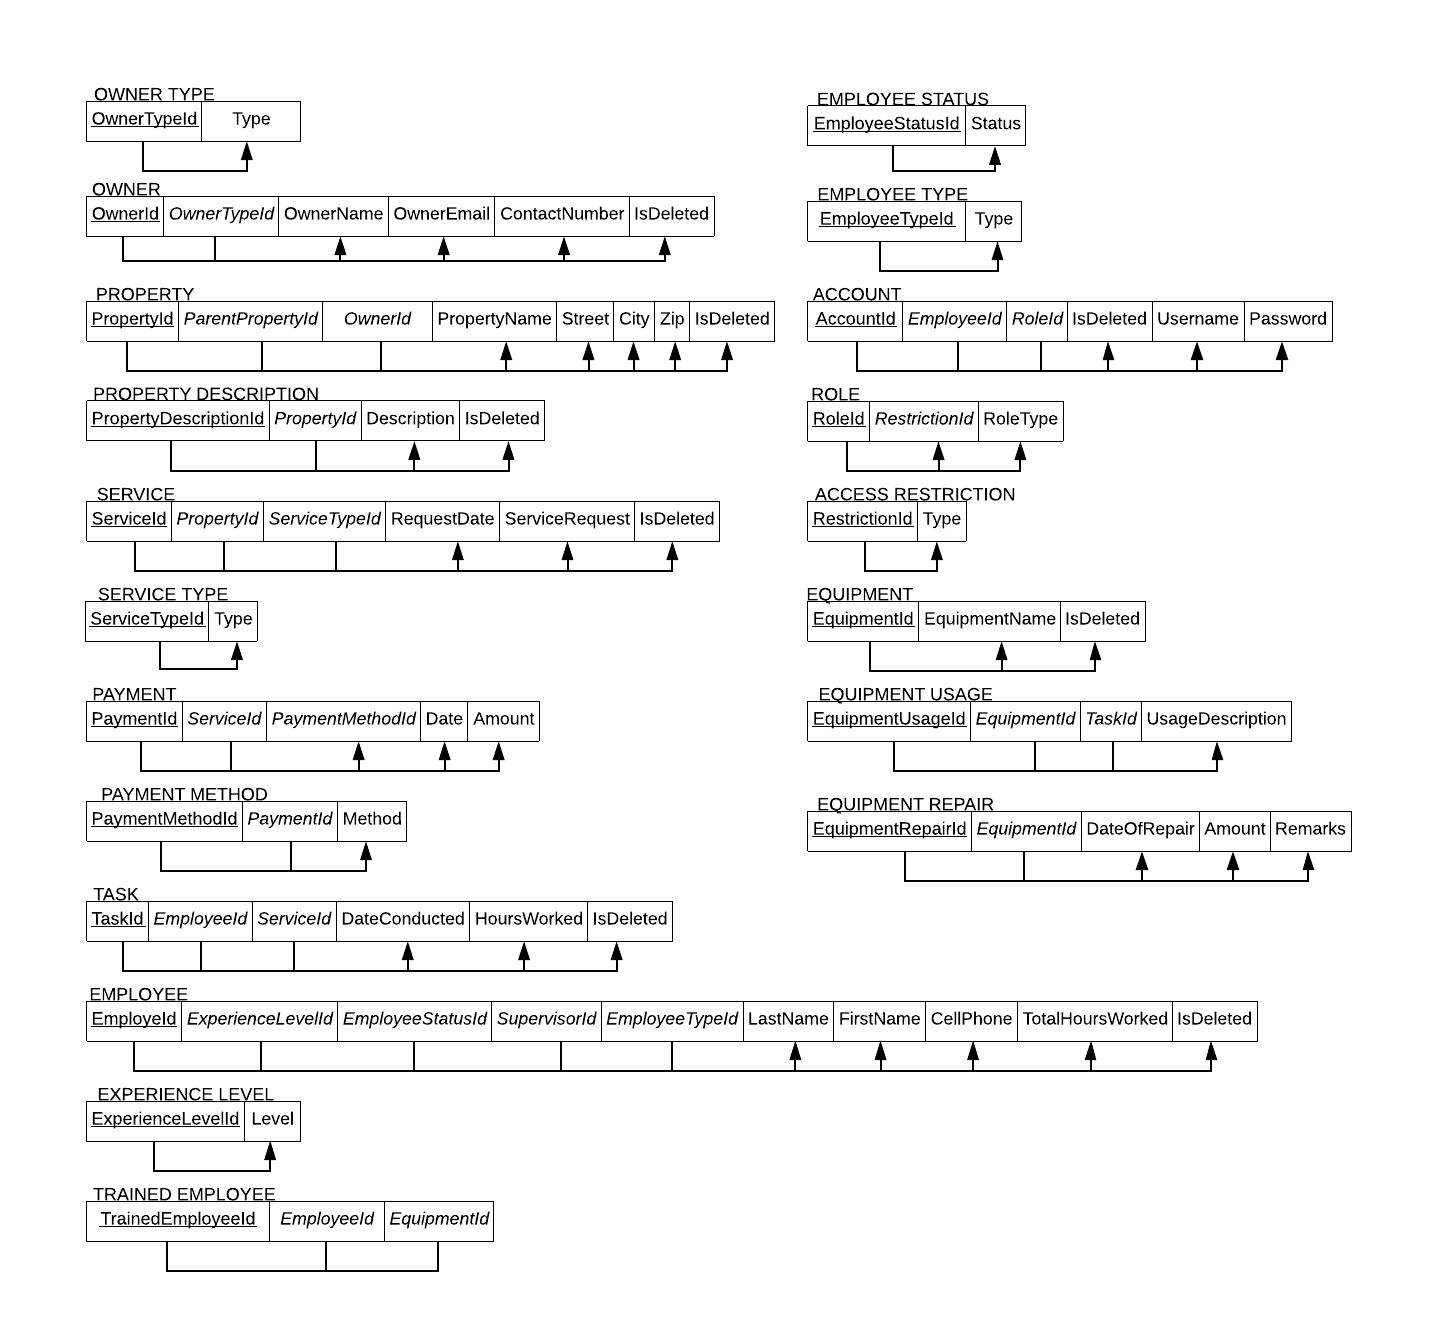 OWNER TYPE
OwnerTypeId Type
OWNER
OwnerId OwnerTypeId OwnerName OwnerEmail ContactNumber IsDeleted
PROPERTY
PropertyId ParentPropertyId OwnerId PropertyName Street City Zip IsDeleted
PROPERTY DESCRIPTION
PropertyDescriptionId PropertyId Description IsDeleted
SERVICE
ServiceId PropertyId ServiceTypeId RequestDate ServiceRequest IsDeleted
SERVICE TYPE
ServiceTypeId Type
PAYMENT
PaymentId ServiceId PaymentMethodId Date Amount
PAYMENT METHOD
PaymentMethodId PaymentId Method
TASK
TaskId EmployeeId ServiceId DateConducted HoursWorked IsDeleted
EMPLOYEE
EmployeId ExperienceLevelId EmployeeStatusId SupervisorId EmployeeTypeId LastName FirstName CellPhone TotalHoursWorked IsDeleted
EXPERIENCE LEVEL
ExperienceLevelId Level
TRAINED EMPLOYEE
TrainedEmployeeId EmployeeId EquipmentId
EMPLOYEE STATUS
EmployeeStatusId Status
EMPLOYEE TYPE
EmployeeTypeId Type
ACCOUNT
AccountId EmployeeId RoleId IsDeleted Username Password
ROLE
RoleId RestrictionId RoleType
ACCESS RESTRICTION
RestrictionId Type
EQUIPMENT
EquipmentId EquipmentName IsDeleted
EQUIPMENT USAGE
EquipmentUsageId EquipmentId TaskId UsageDescription
EQUIPMENT REPAIR
EquipmentRepairId EquipmentId DateOfRepair Amount Remarks